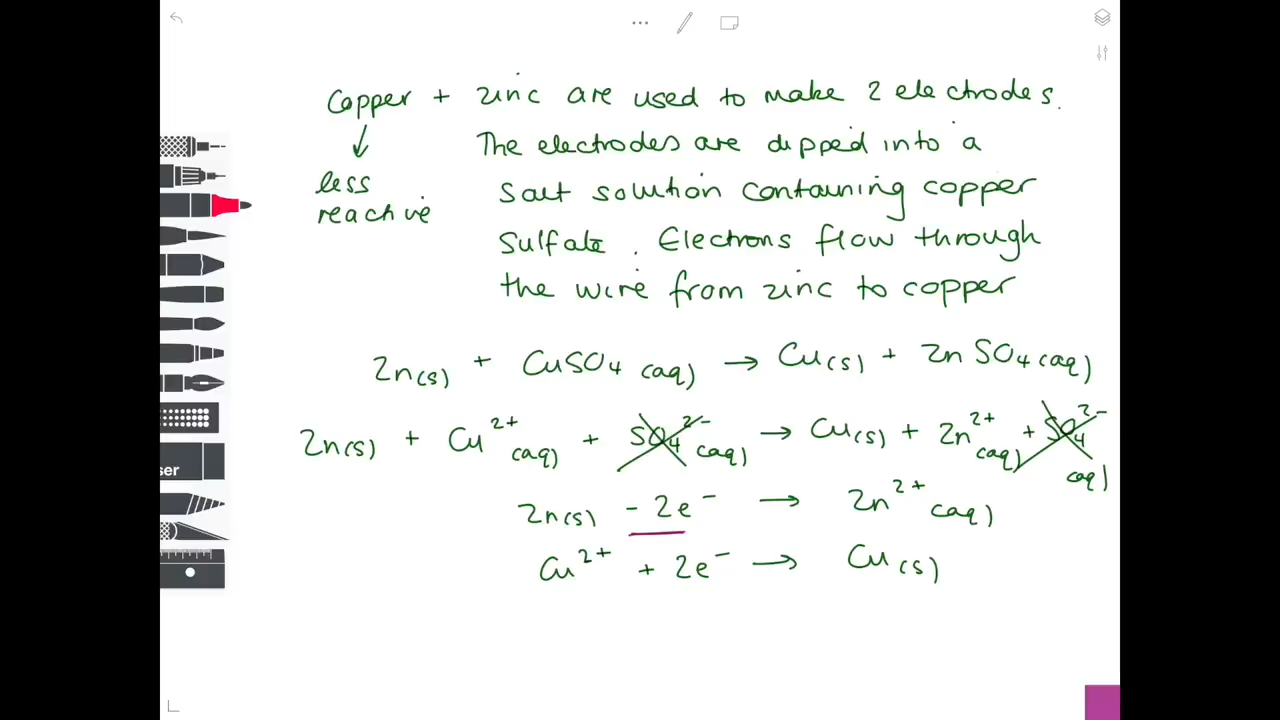 Copper + zinc are used to make 2 electrodes.
↓ The electrodes are dipped into a
less salt solution containing copper
reactive sulfate. Electrons flow through
the wire from zinc to copper
Zn(s) + CuSO4 (aq) → Cu(s) + ZnSO4(aq)
Zn(s) + Cu²⁺(aq) + SO4²⁻(aq) → Cu(s) + Zn²⁺(aq) + SO4²⁻(aq)
ser
Zn(s) - 2e⁻ → Zn²⁺(aq)
Cu²⁺ + 2e⁻ → Cu(s)